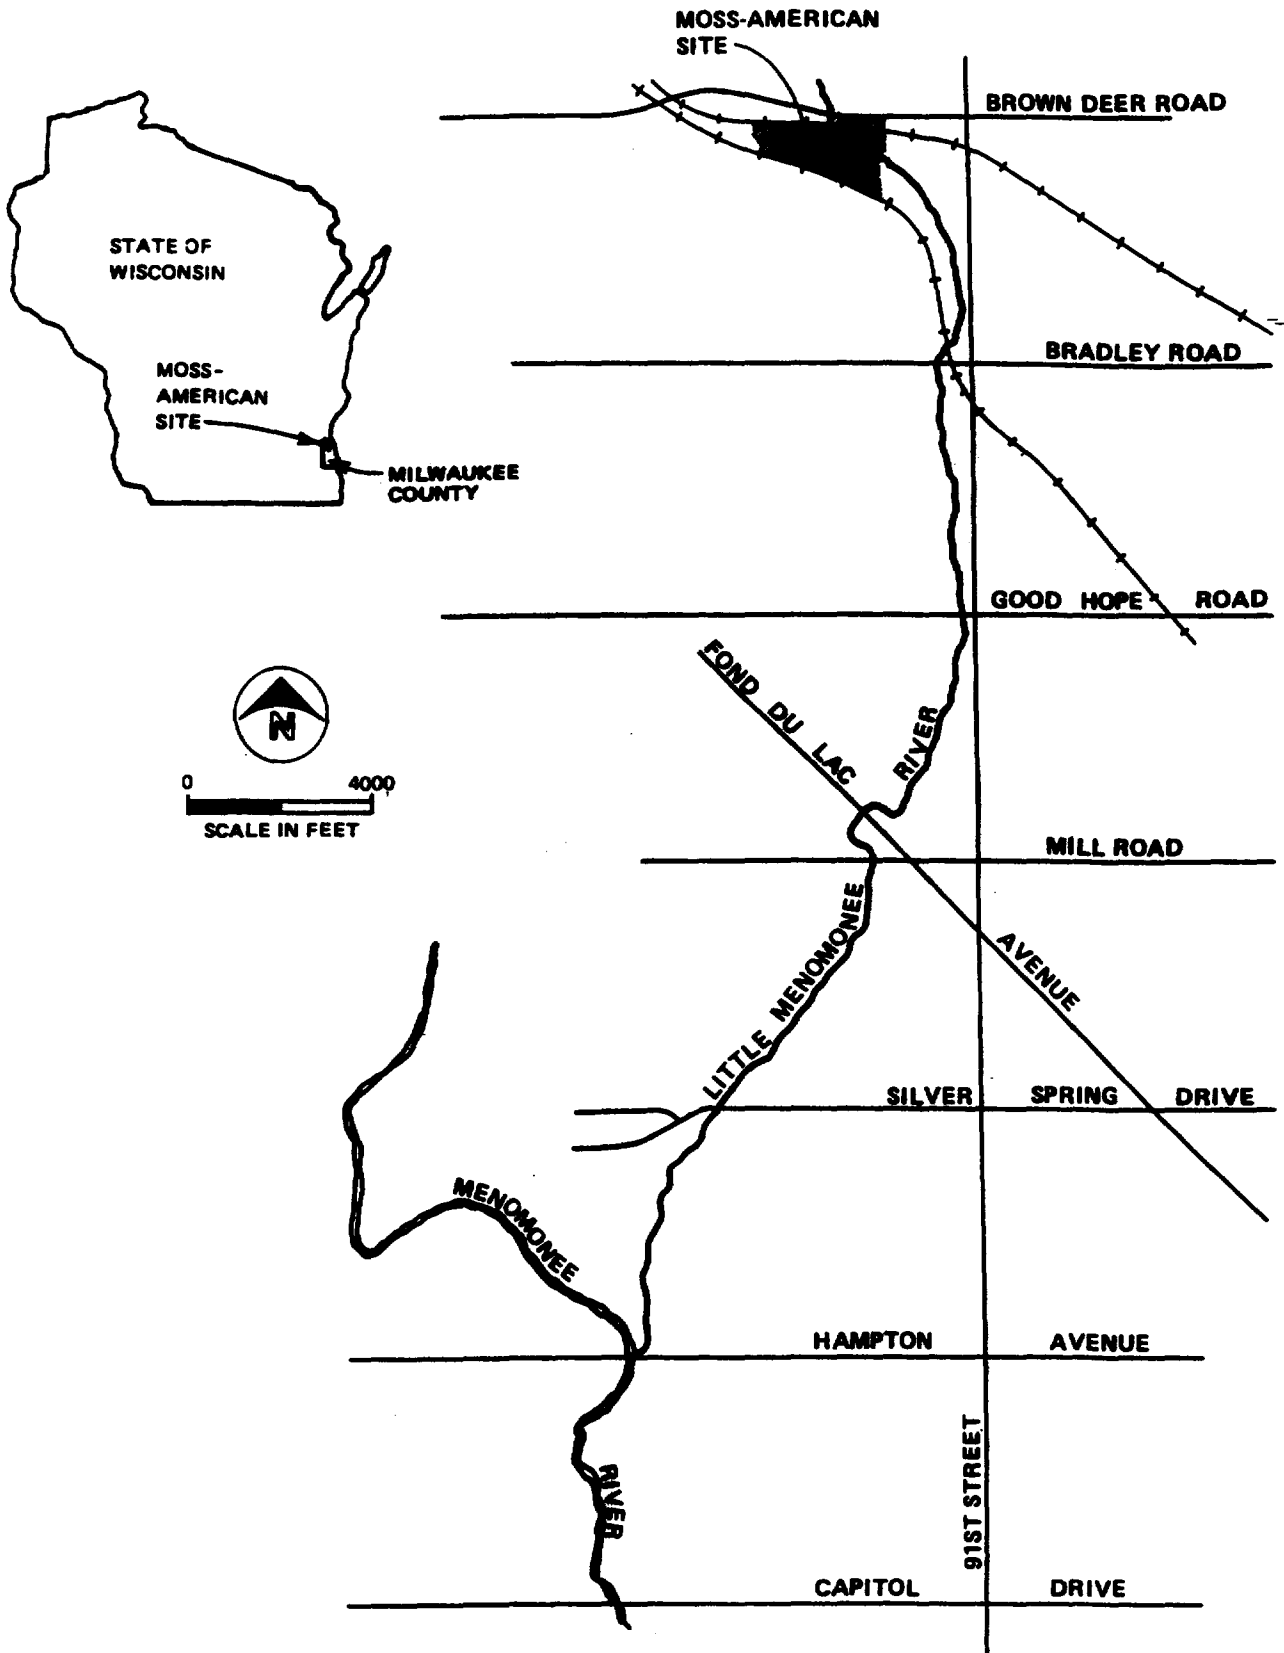 MOSS-AMERICAN
SITE
BROWN DEER ROAD
STATE OF
WISCONSIN
BRADLEY ROAD
MOSS-
AMERICAN
SITE
MILWAUKEE
COUNTY
GOOD HOPE ROAD
FOND DU LAC AVENUE
N
0 4000
SCALE IN FEET
MILL ROAD
LITTLE MENOMONEE RIVER
SILVER SPRING DRIVE
MENOMONEE RIVER
HAMPTON AVENUE
91ST STREET
CAPITOL DRIVE